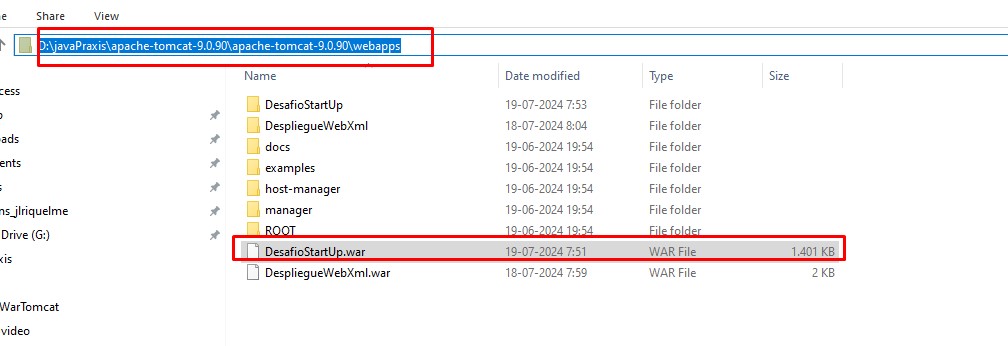 ne Share View
D:\javaPraxis\apache-tomcat-9.0.90\apache-tomcat-9.0.90\webapps
Name Date modified Type Size
cess
DesafioStartUp 19-07-2024 7:53 File folder
p
DespliegueWebXml 18-07-2024 8:04 File folder
oads
docs 19-06-2024 19:54 File folder
ents
examples 19-06-2024 19:54 File folder
s
host-manager 19-06-2024 19:54 File folder
ns_jlriquelme
manager 19-06-2024 19:54 File folder
Drive (G:)
ROOT 19-06-2024 19:54 File folder
xis
DesafioStartUp.war 19-07-2024 7:51 WAR File 1.401 KB
DespliegueWebXml.war 18-07-2024 7:59 WAR File 2 KB
WarTomcat
video